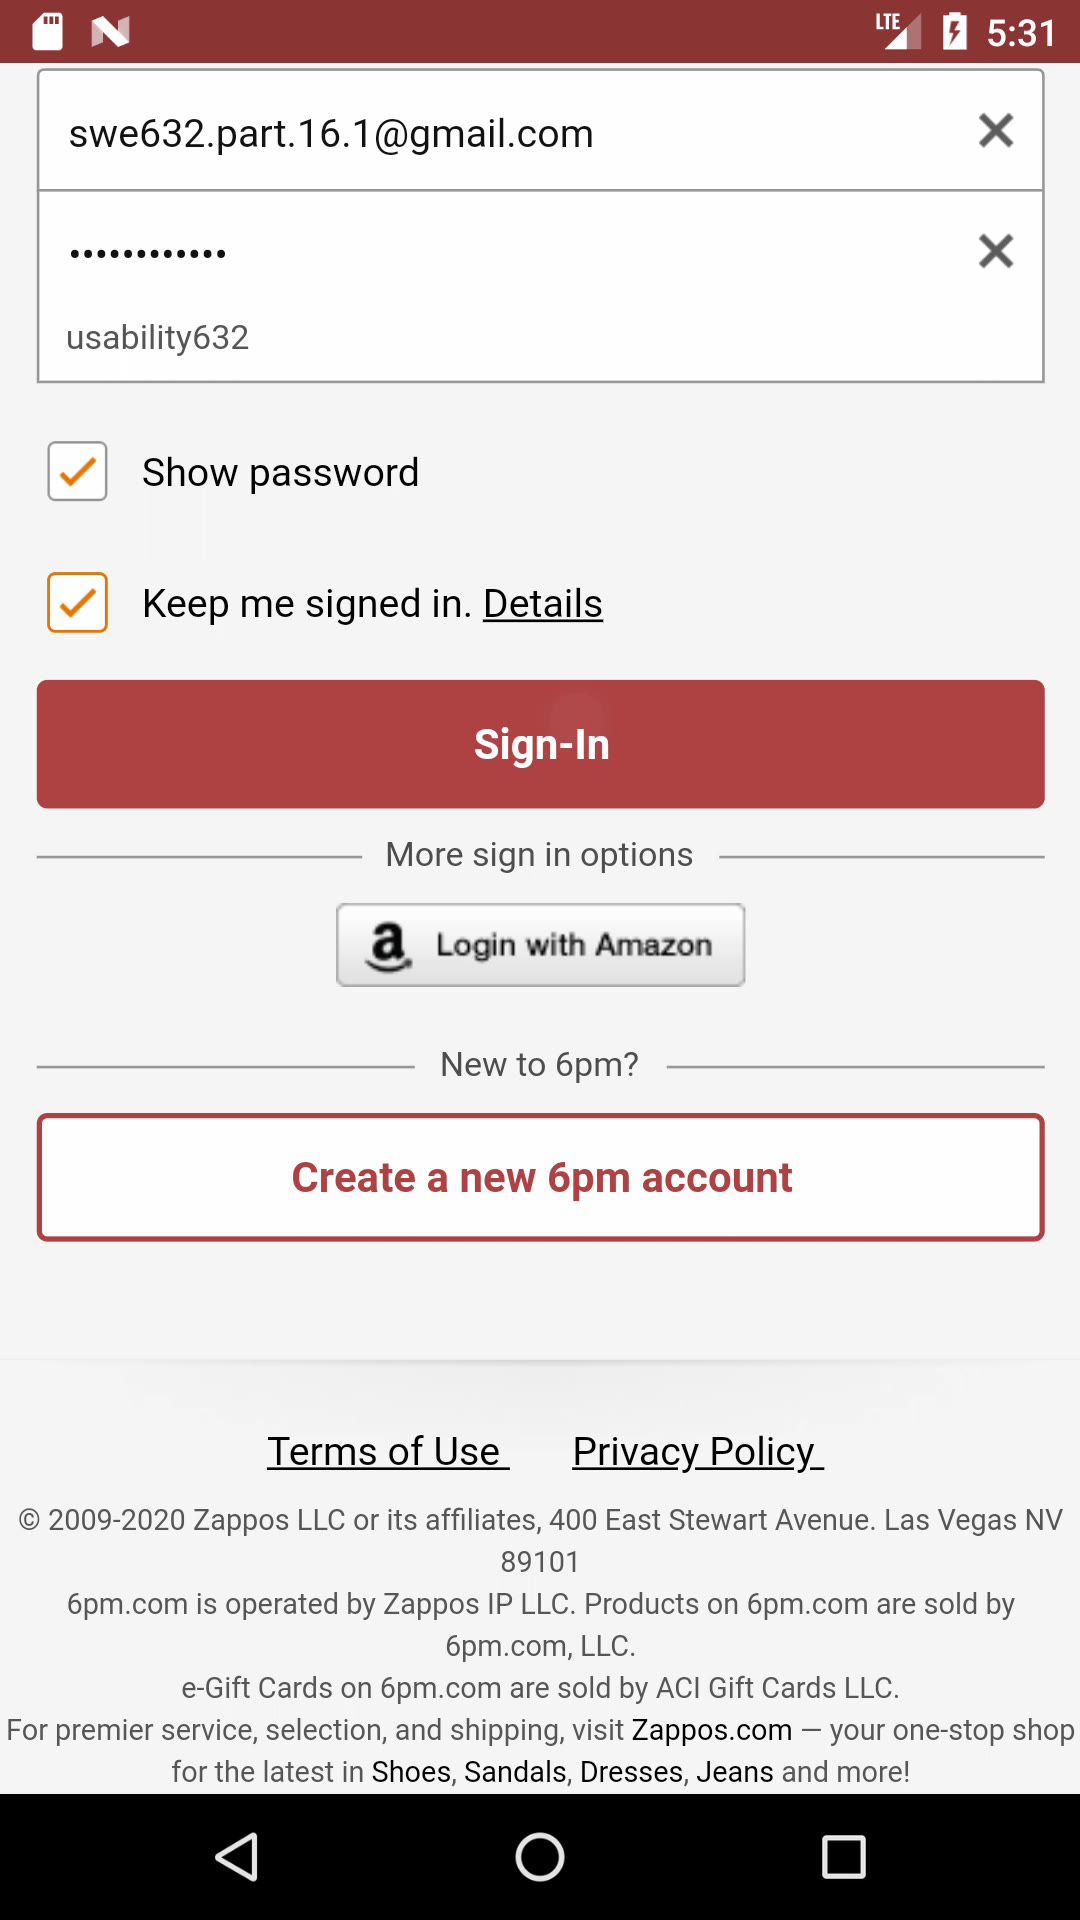 LTE 5:31
swe632.part.16.1@gmail.com
••••••••••••
usability632
Show password
Keep me signed in. Details
Sign-In
More sign in options
a Login with Amazon
New to 6pm?
Create a new 6pm account
Terms of Use Privacy Policy
© 2009-2020 Zappos LLC or its affiliates, 400 East Stewart Avenue. Las Vegas NV
89101
6pm.com is operated by Zappos IP LLC. Products on 6pm.com are sold by
6pm.com, LLC.
e-Gift Cards on 6pm.com are sold by ACI Gift Cards LLC.
For premier service, selection, and shipping, visit Zappos.com — your one-stop shop
for the latest in Shoes, Sandals, Dresses, Jeans and more!